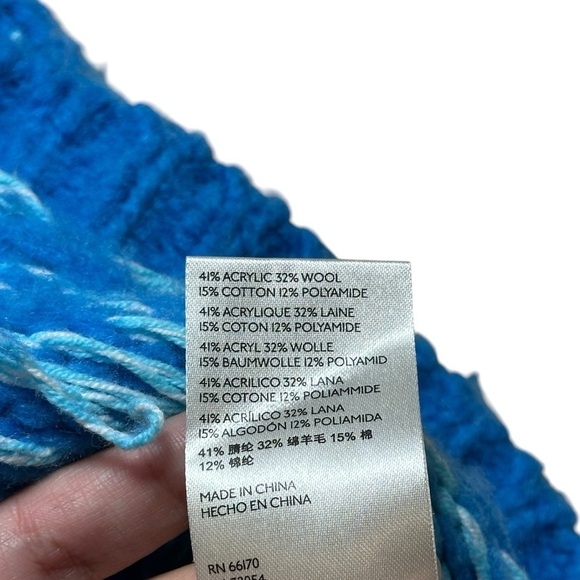 41% ACRYLIC 32% WOOL
15% COTTON 12% POLYAMIDE
41% ACRYLIQUE 32% LAINE
15% COTON 12% POLYAMIDE
41% ACRYL 32% WOLLE
15% BAUMWOLLE 12% POLYAMID
41% ACRILICO 32% LANA
15% COTONE 12% POLIAMMIDE
41% ACRÍLICO 32% LANA
15% ALGODÓN 12% POLIAMIDA
41% 腈纶 32% 绵羊毛 15% 棉
12% 锦纶
MADE IN CHINA
HECHO EN CHINA
RN 66170